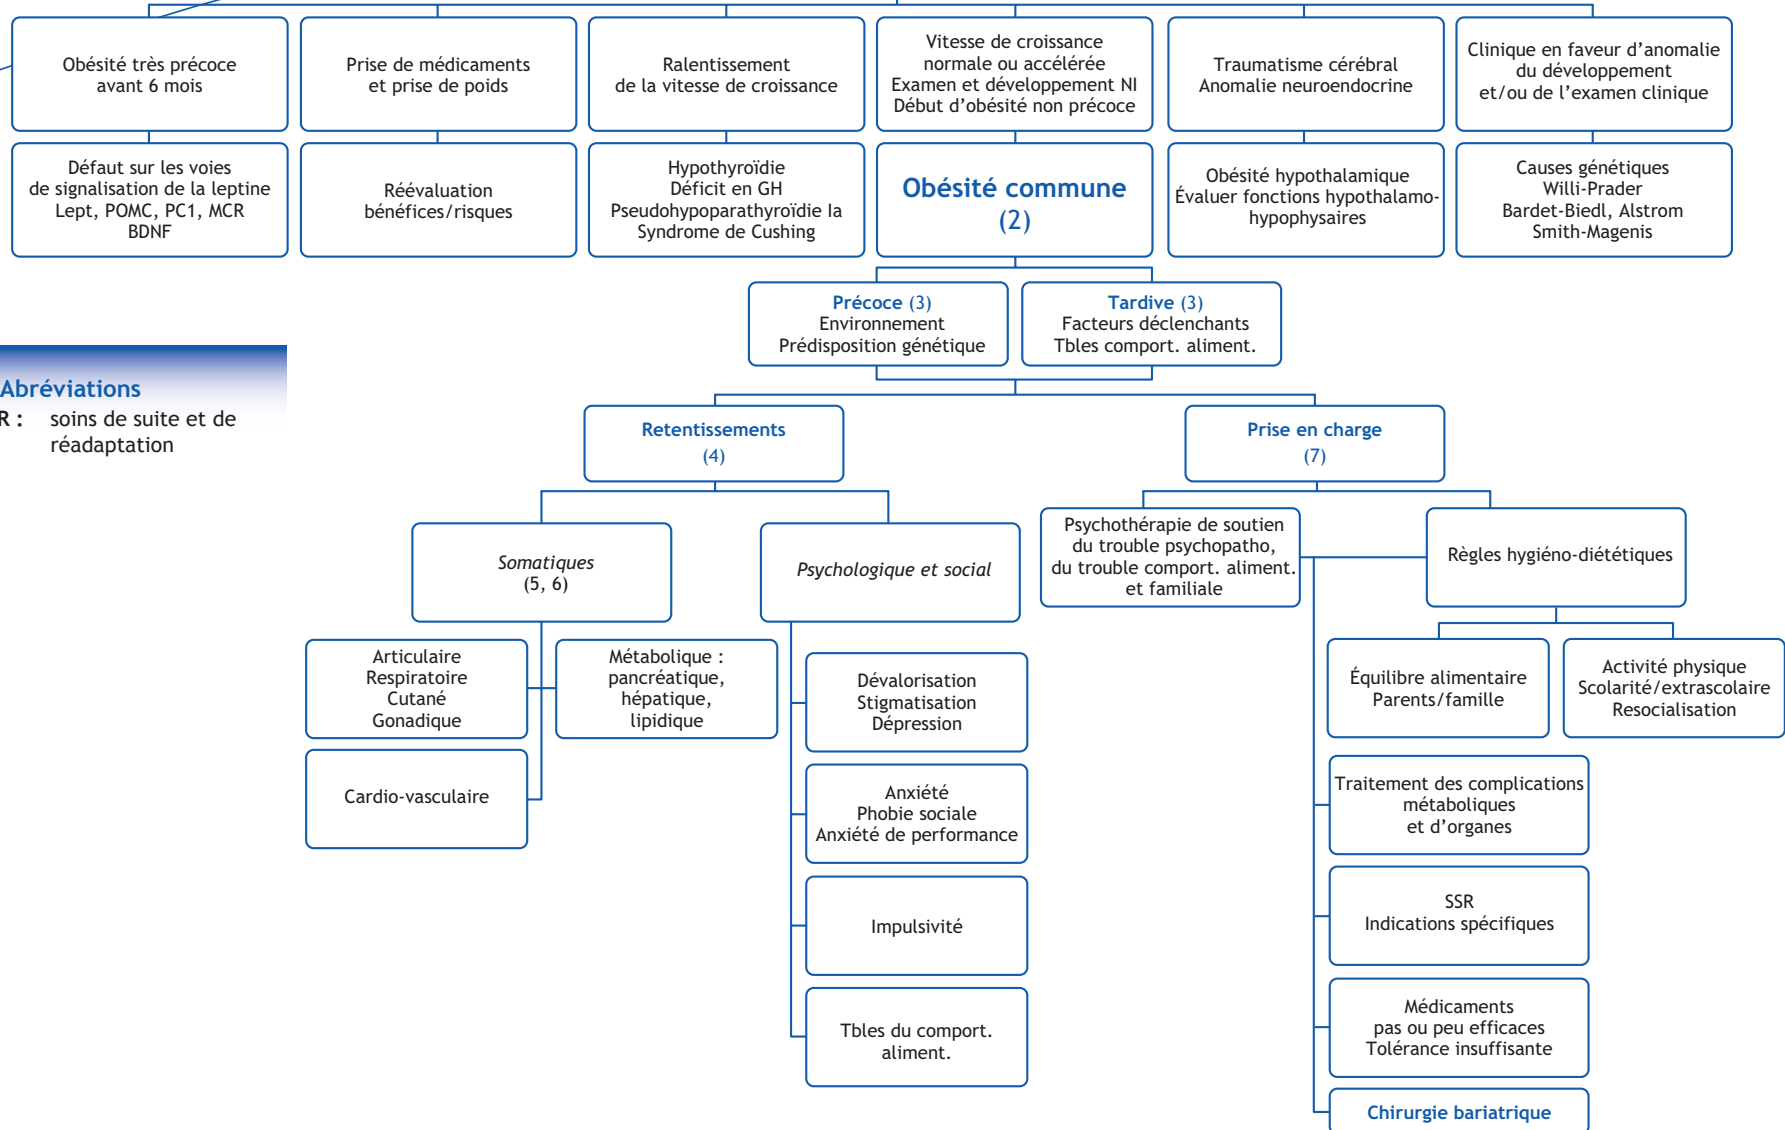 Obésité très précoce
avant 6 mois
Prise de médicaments
et prise de poids
Ralentissement
de la vitesse de croissance
Vitesse de croissance
normale ou accélérée
Examen et développement Nl
Début d’obésité non précoce
Traumatisme cérébral
Anomalie neuroendocrine
Clinique en faveur d’anomalie
du développement
et/ou de l’examen clinique
Défaut sur les voies
de signalisation de la leptine
Lept, POMC, PC1, MCR
BDNF
Réévaluation
bénéfices/risques
Hypothyroïdie
Déficit en GH
Pseudohypoparathyroïdie Ia
Syndrome de Cushing
Obésité commune
(2)
Obésité hypothalamique
Évaluer fonctions hypothalamo-
hypophysaires
Causes génétiques
Willi-Prader
Bardet-Biedl, Alstrom
Smith-Magenis
Précoce (3)
Environnement
Prédisposition génétique
Tardive (3)
Facteurs déclenchants
Tbles comport. aliment.
Abréviations
R : soins de suite et de
réadaptation
Retentissements
(4)
Prise en charge
(7)
Somatiques
(5, 6)
Psychologique et social
Psychothérapie de soutien
du trouble psychopatho,
du trouble comport. aliment.
et familiale
Règles hygiéno-diététiques
Articulaire
Respiratoire
Cutané
Gonadique
Métabolique :
pancréatique,
hépatique,
lipidique
Cardio-vasculaire
Dévalorisation
Stigmatisation
Dépression
Anxiété
Phobie sociale
Anxiété de performance
Impulsivité
Tbles du comport.
aliment.
Équilibre alimentaire
Parents/famille
Activité physique
Scolarité/extrascolaire
Resocialisation
Traitement des complications
métaboliques
et d’organes
SSR
Indications spécifiques
Médicaments
pas ou peu efficaces
Tolérance insuffisante
Chirurgie bariatrique